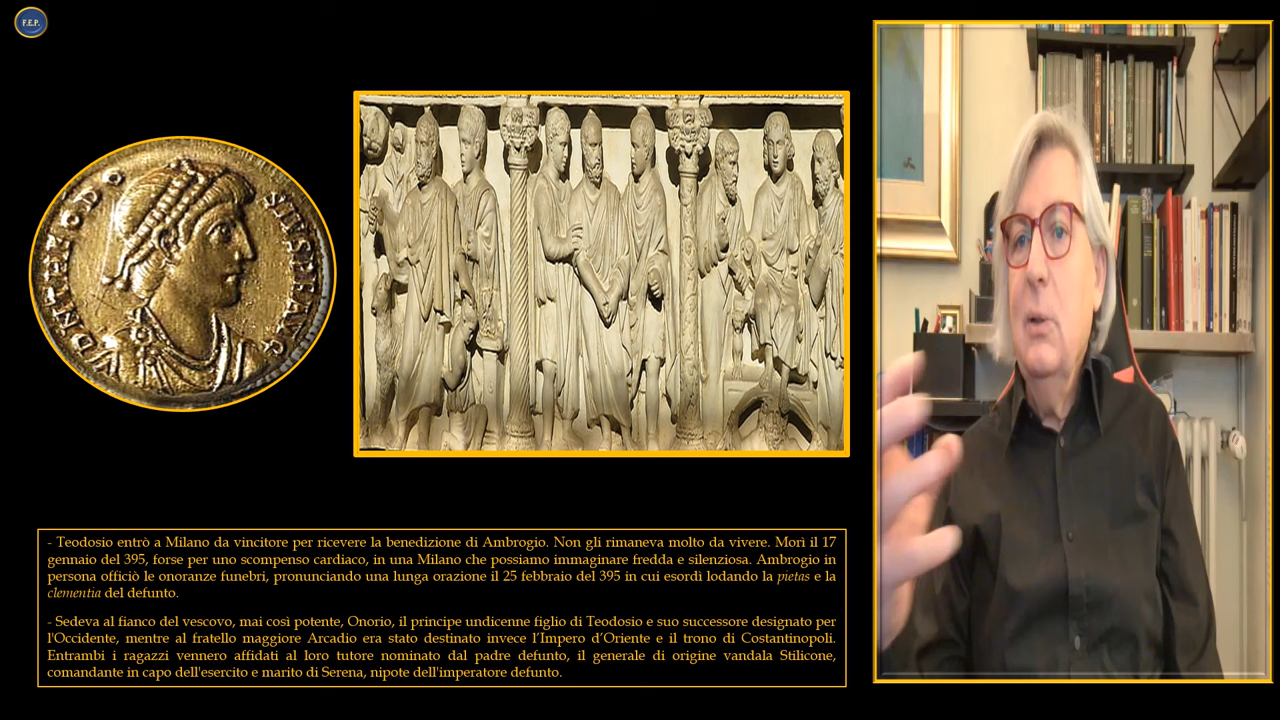 F.E.P.
D N THEODO
SIVS P F AVG
- Teodosio entrò a Milano da vincitore per ricevere la benedizione di Ambrogio. Non gli rimaneva molto da vivere. Morì il 17
gennaio del 395, forse per uno scompenso cardiaco, in una Milano che possiamo immaginare fredda e silenziosa. Ambrogio in
persona officiò le onoranze funebri, pronunciando una lunga orazione il 25 febbraio del 395 in cui esordì lodando la pietas e la
clementia del defunto.
- Sedeva al fianco del vescovo, mai così potente, Onorio, il principe undicenne figlio di Teodosio e suo successore designato per
l'Occidente, mentre al fratello maggiore Arcadio era stato destinato invece l’Impero d’Oriente e il trono di Costantinopoli.
Entrambi i ragazzi vennero affidati al loro tutore nominato dal padre defunto, il generale di origine vandala Stilicone,
comandante in capo dell'esercito e marito di Serena, nipote dell'imperatore defunto.